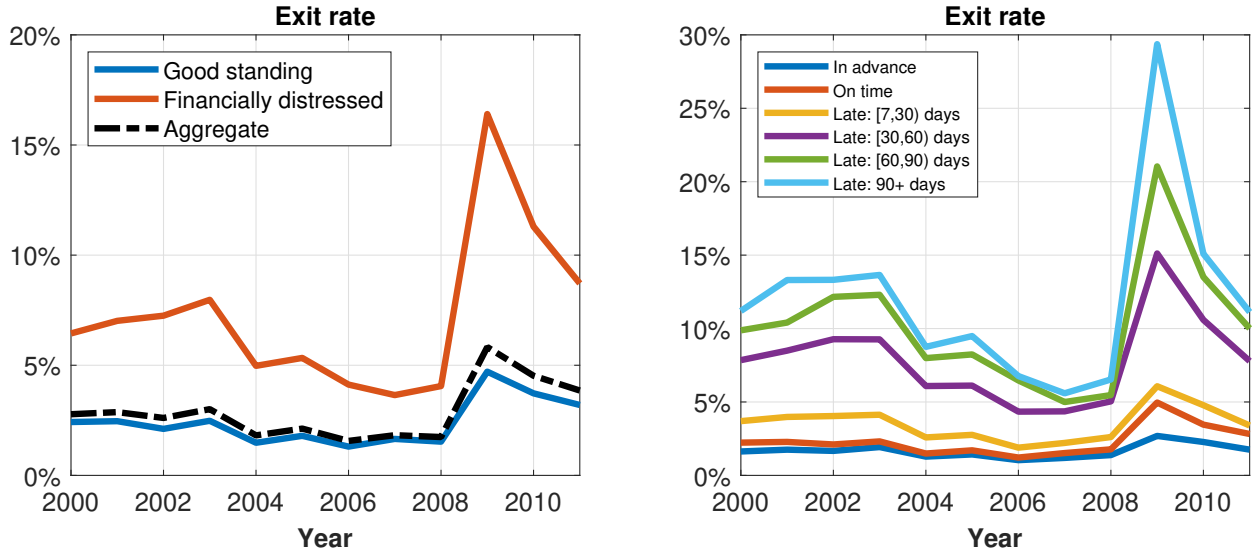 Exit rate
20%
15%
10%
5%
0%
Good standing
Financially distressed
Aggregate
2000 2002 2004 2006 2008 2010
Year
Exit rate
30%
25%
20%
15%
10%
5%
0%
In advance
On time
Late: [7,30) days
Late: [30,60) days
Late: [60,90) days
Late: 90+ days
2000 2002 2004 2006 2008 2010
Year